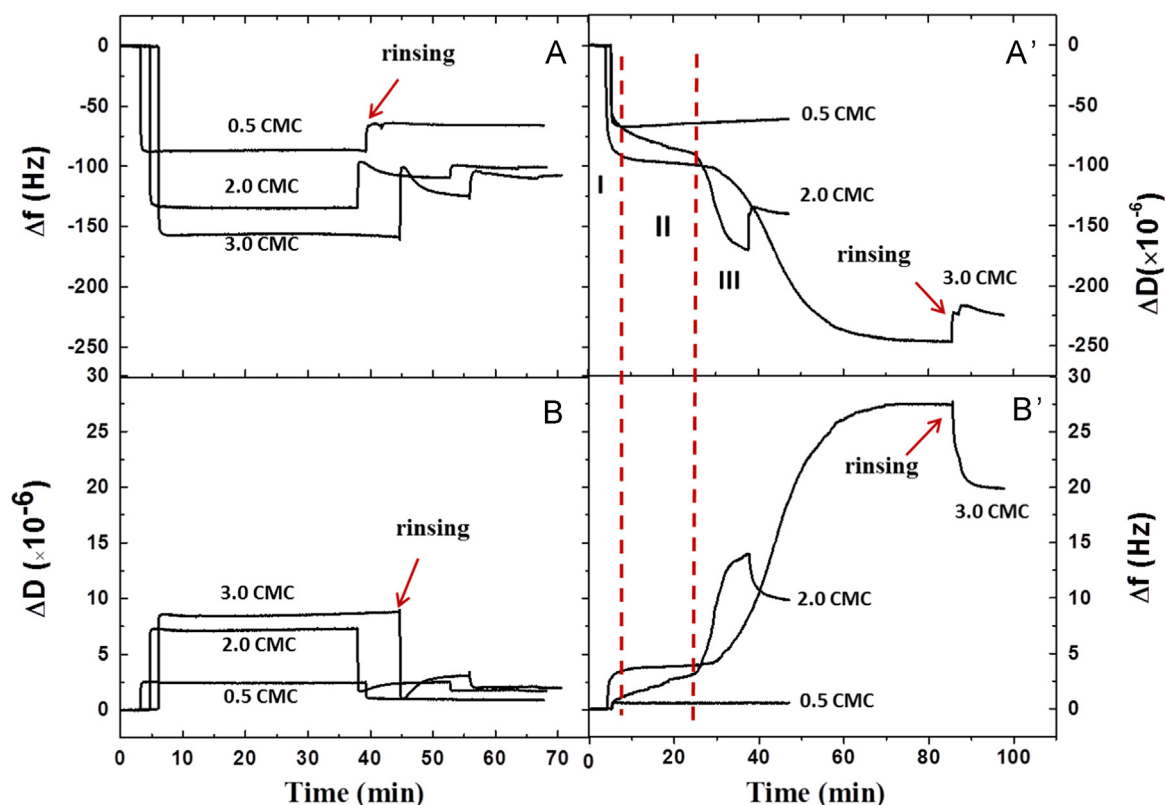 A
rinsing
0.5 CMC
2.0 CMC
3.0 CMC
Δf (Hz)
0
-50
-100
-150
-200
-250
30
A’
0.5 CMC
I
2.0 CMC
II
III
rinsing
3.0 CMC
0
-50
-100
-150
-200
-250
30
ΔD(×10⁻⁶)
B
rinsing
3.0 CMC
2.0 CMC
0.5 CMC
ΔD (×10⁻⁶)
25
20
15
10
5
0
0 10 20 30 40 50 60 70
Time (min)
B’
rinsing
3.0 CMC
2.0 CMC
0.5 CMC
25
20
15
10
5
0
Δf (Hz)
0 20 40 60 80 100
Time (min)